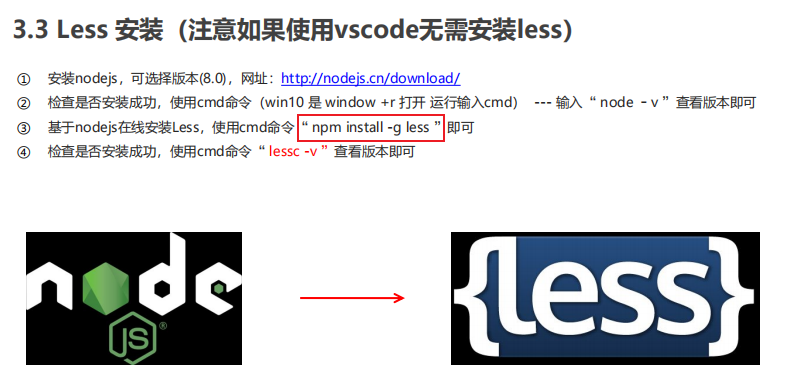 3.3 Less 安装（注意如果使用vscode无需安装less）
① 安装nodejs，可选择版本(8.0)，网址：http://nodejs.cn/download/
② 检查是否安装成功，使用cmd命令（win10 是 window +r 打开 运行输入cmd） --- 输入“ node – v ”查看版本即可
③ 基于nodejs在线安装Less，使用cmd命令“ npm install -g less ”即可
④ 检查是否安装成功，使用cmd命令“ lessc -v ”查看版本即可
node {less}
JS®